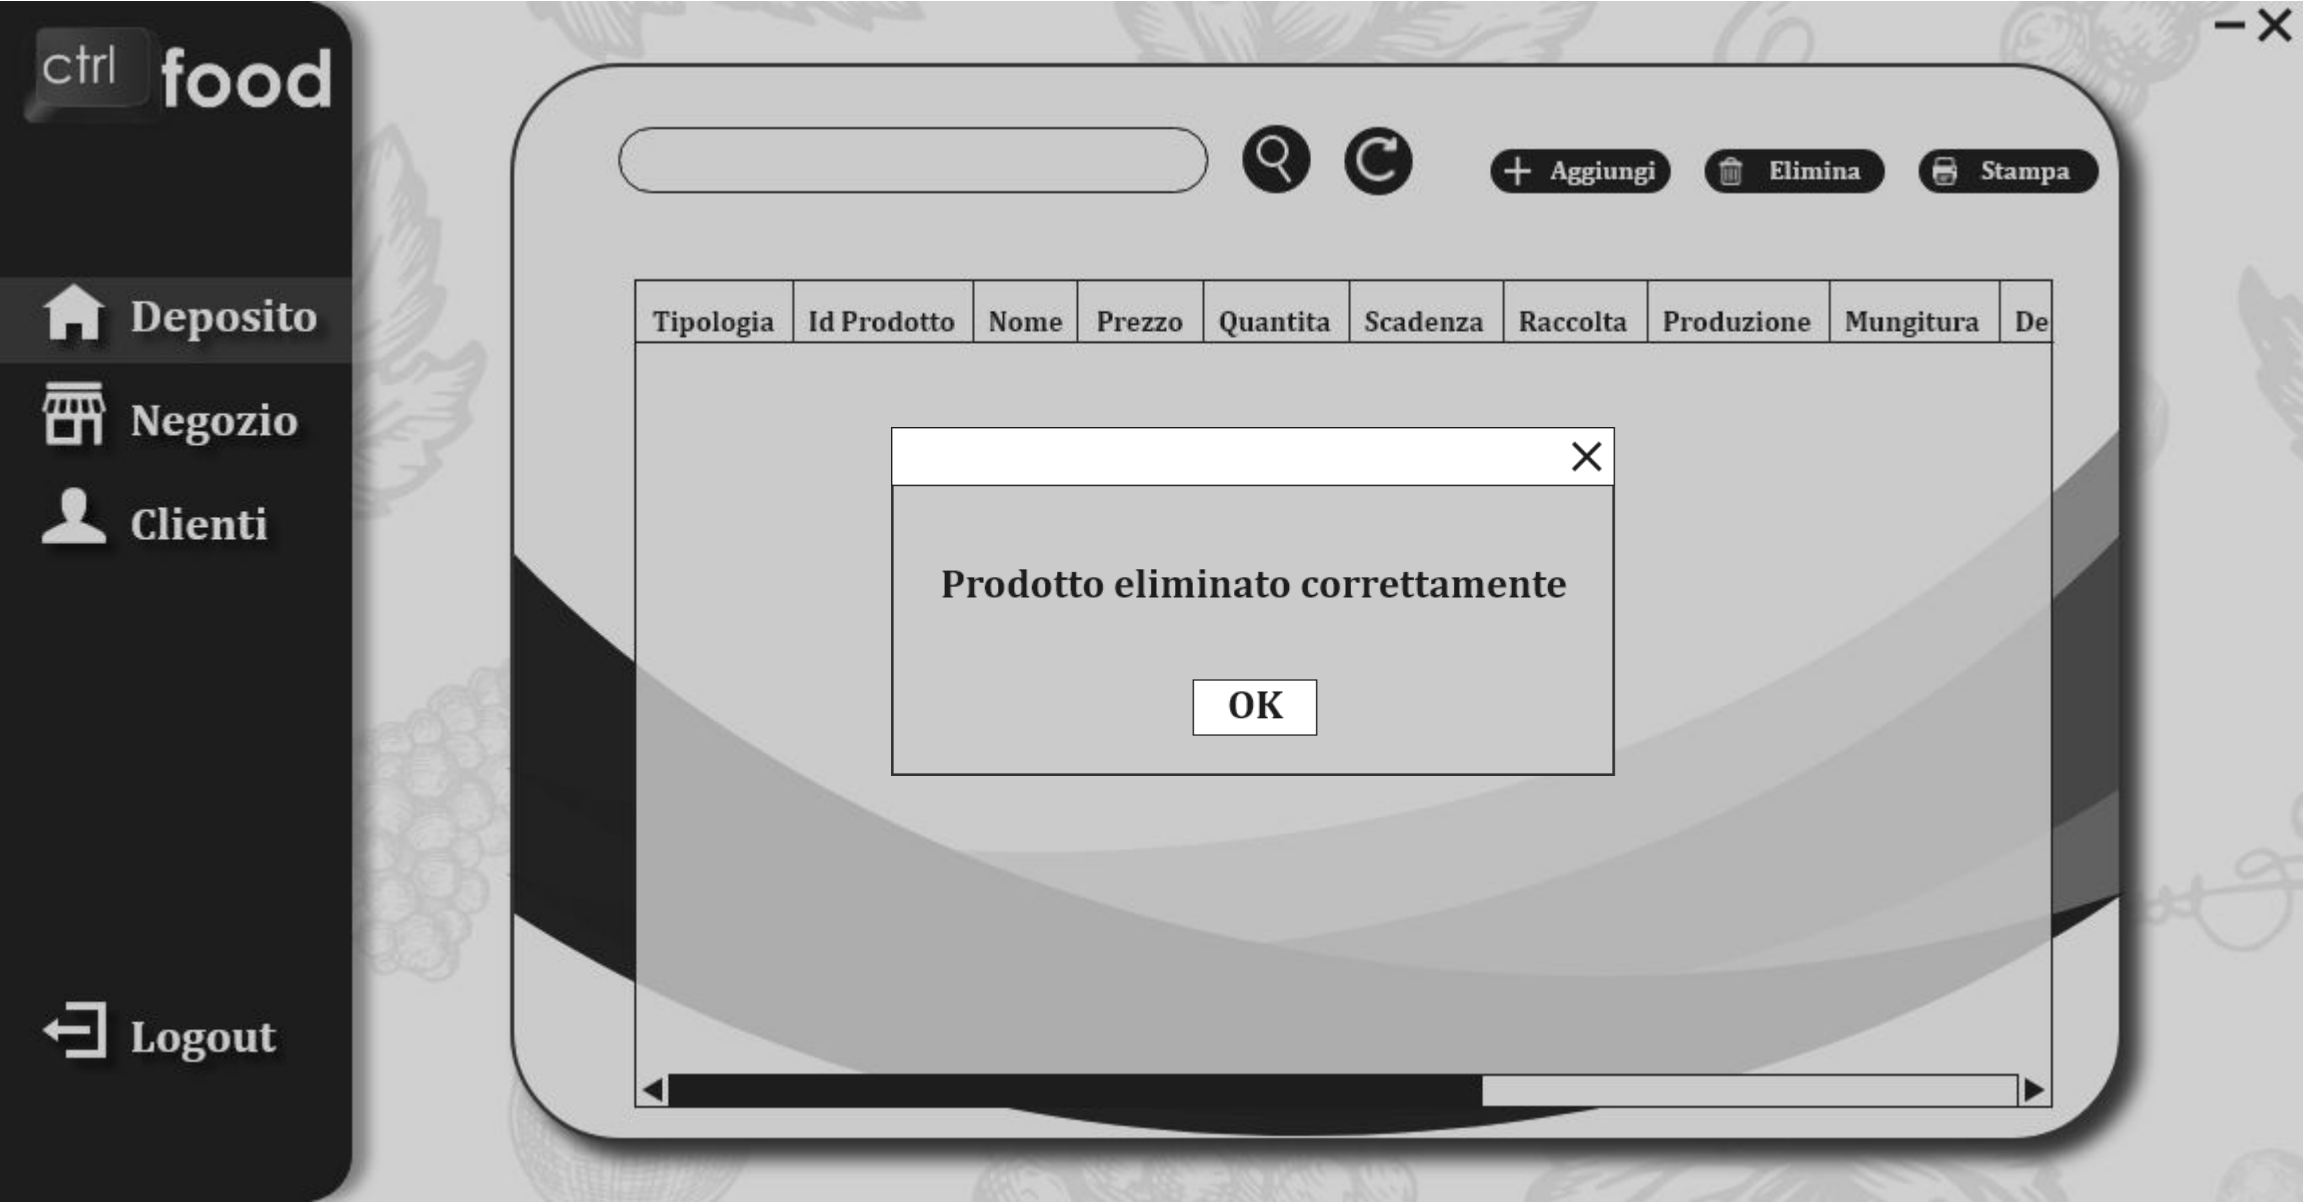 ctrl food
Aggiungi Elimina Stampa
Deposito
Negozio
Clienti
Logout
Tipologia Id Prodotto Nome Prezzo Quantita Scadenza Raccolta Produzione Mungitura De
Prodotto eliminato correttamente
OK